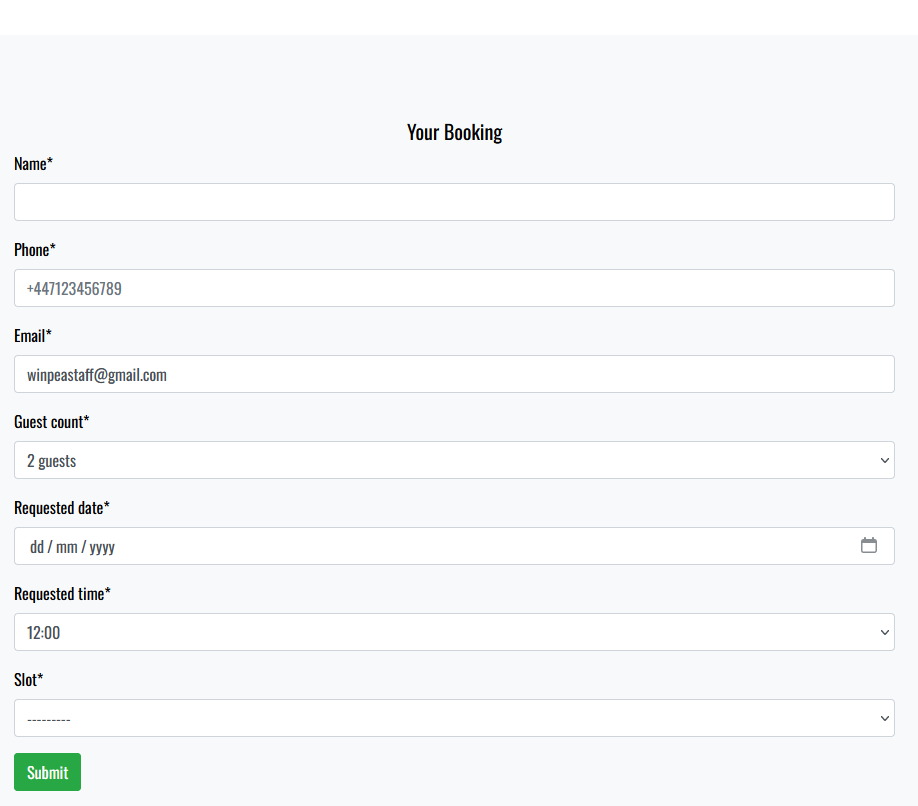 Your Booking
Name*
Phone*
+447123456789
Email*
winpeastaff@gmail.com
Guest count*
2 guests
Requested date*
dd / mm / yyyy
Requested time*
12:00
Slot*
---------
Submit